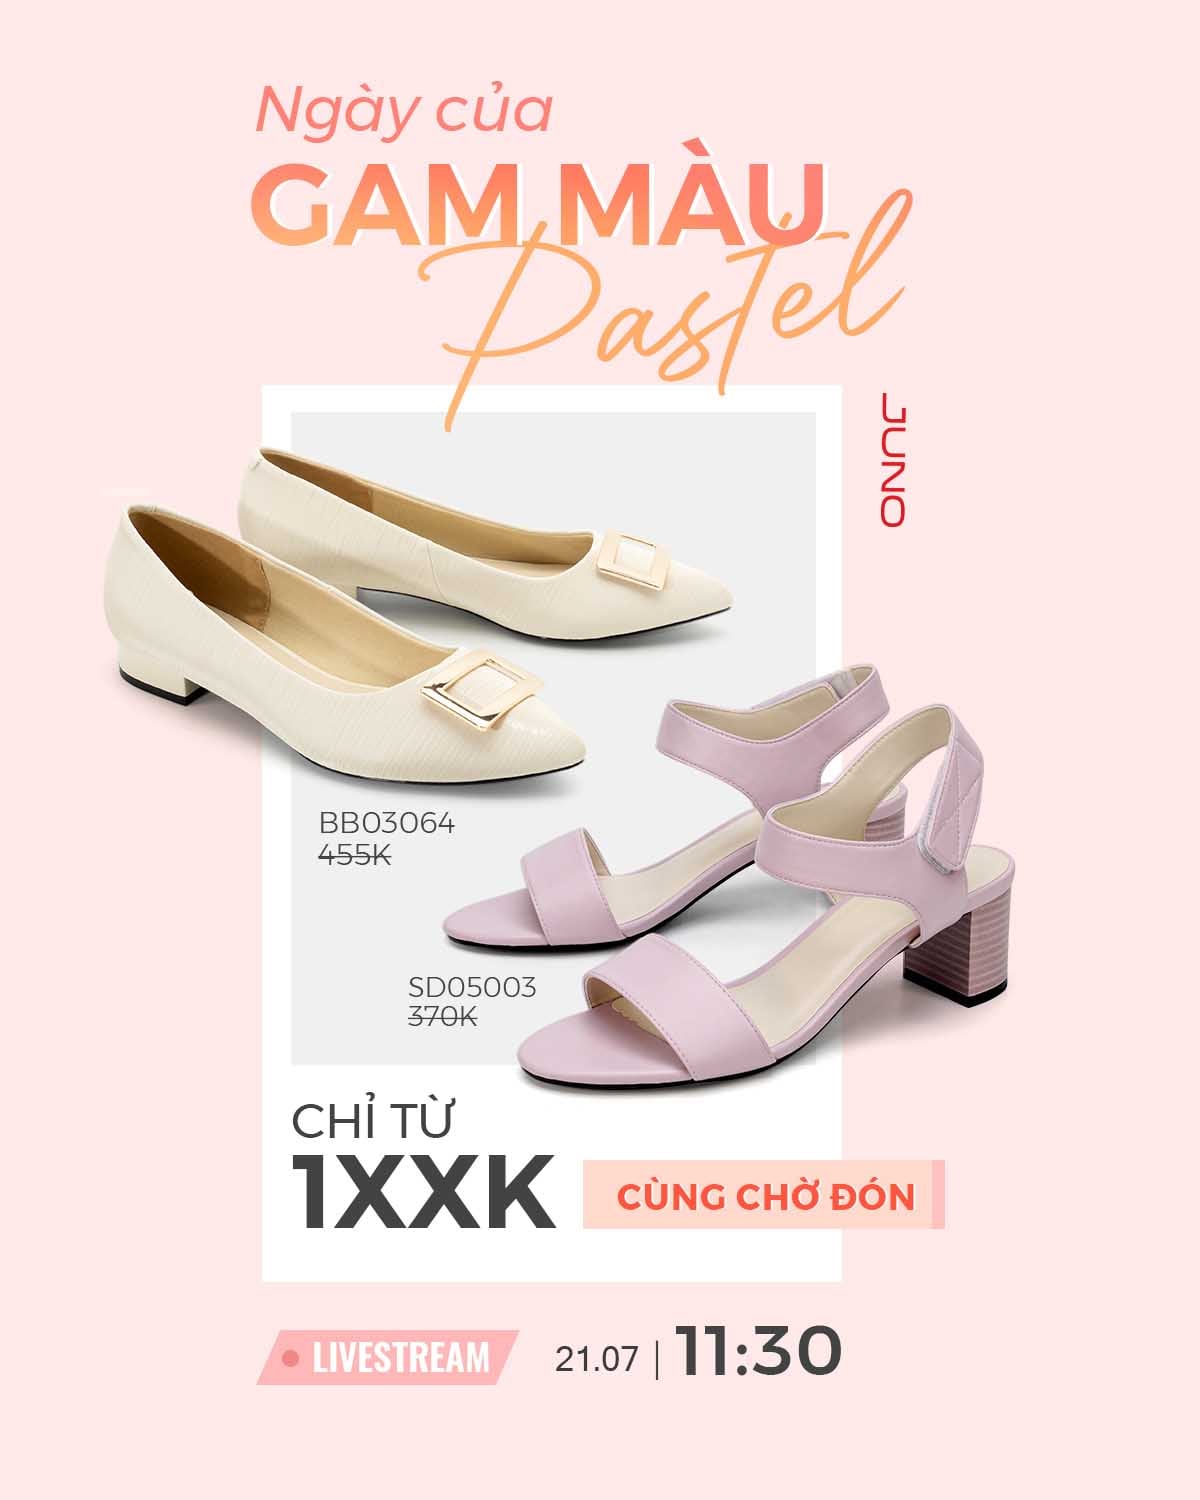 Ngày của
GAM MÀU
Pastel
JUNO
BB03064
455K
SD05003
370K
CHỈ TỪ
1XXK
CÙNG CHỜ ĐÓN
LIVESTREAM
21.07 | 11:30